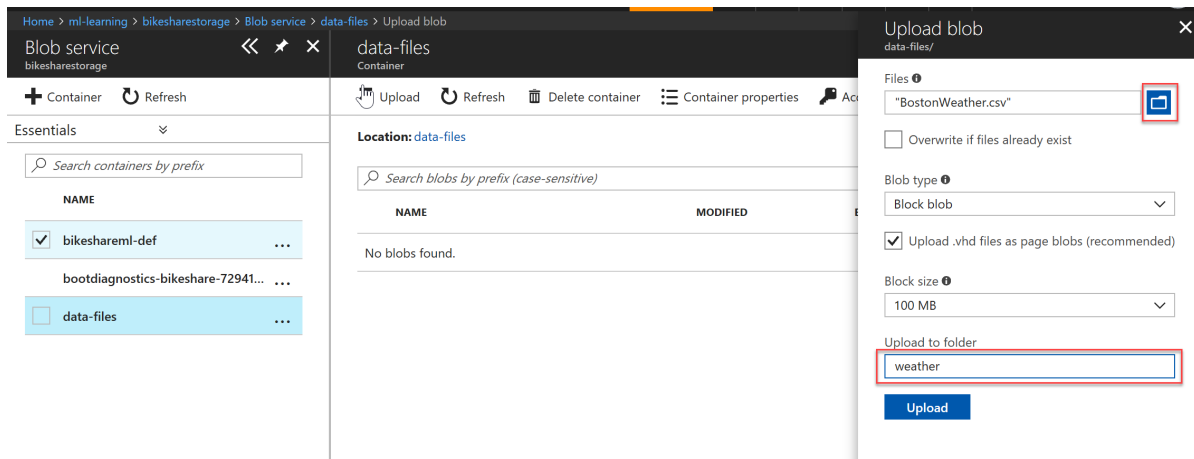 Home > ml-learning > bikesharestorage > Blob service > data-files > Upload blob
Blob service
bikesharestorage
Container
Refresh
Essentials
Search containers by prefix
NAME
bikeshareml-def ...
bootdiagnostics-bikeshare-72941... ...
data-files ...
data-files
Container
Upload Refresh Delete container Container properties
Location: data-files
Search blobs by prefix (case-sensitive)
NAME MODIFIED
No blobs found.
Upload blob
data-files/
Files
"BostonWeather.csv"
Overwrite if files already exist
Blob type
Block blob
Upload .vhd files as page blobs (recommended)
Block size
100 MB
Upload to folder
weather
Upload